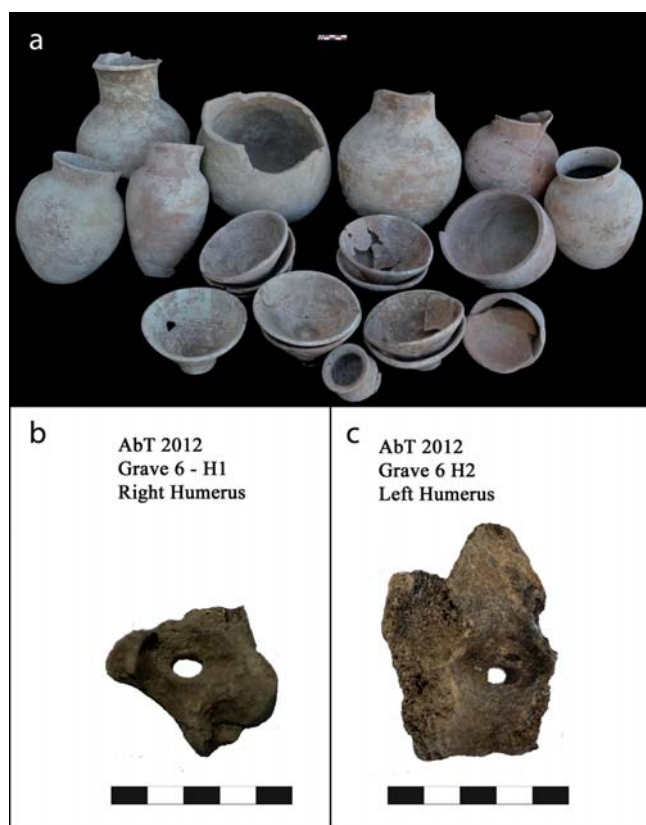 a
b
AbT 2012
Grave 6 - H1
Right Humerus
c
AbT 2012
Grave 6 H2
Left Humerus